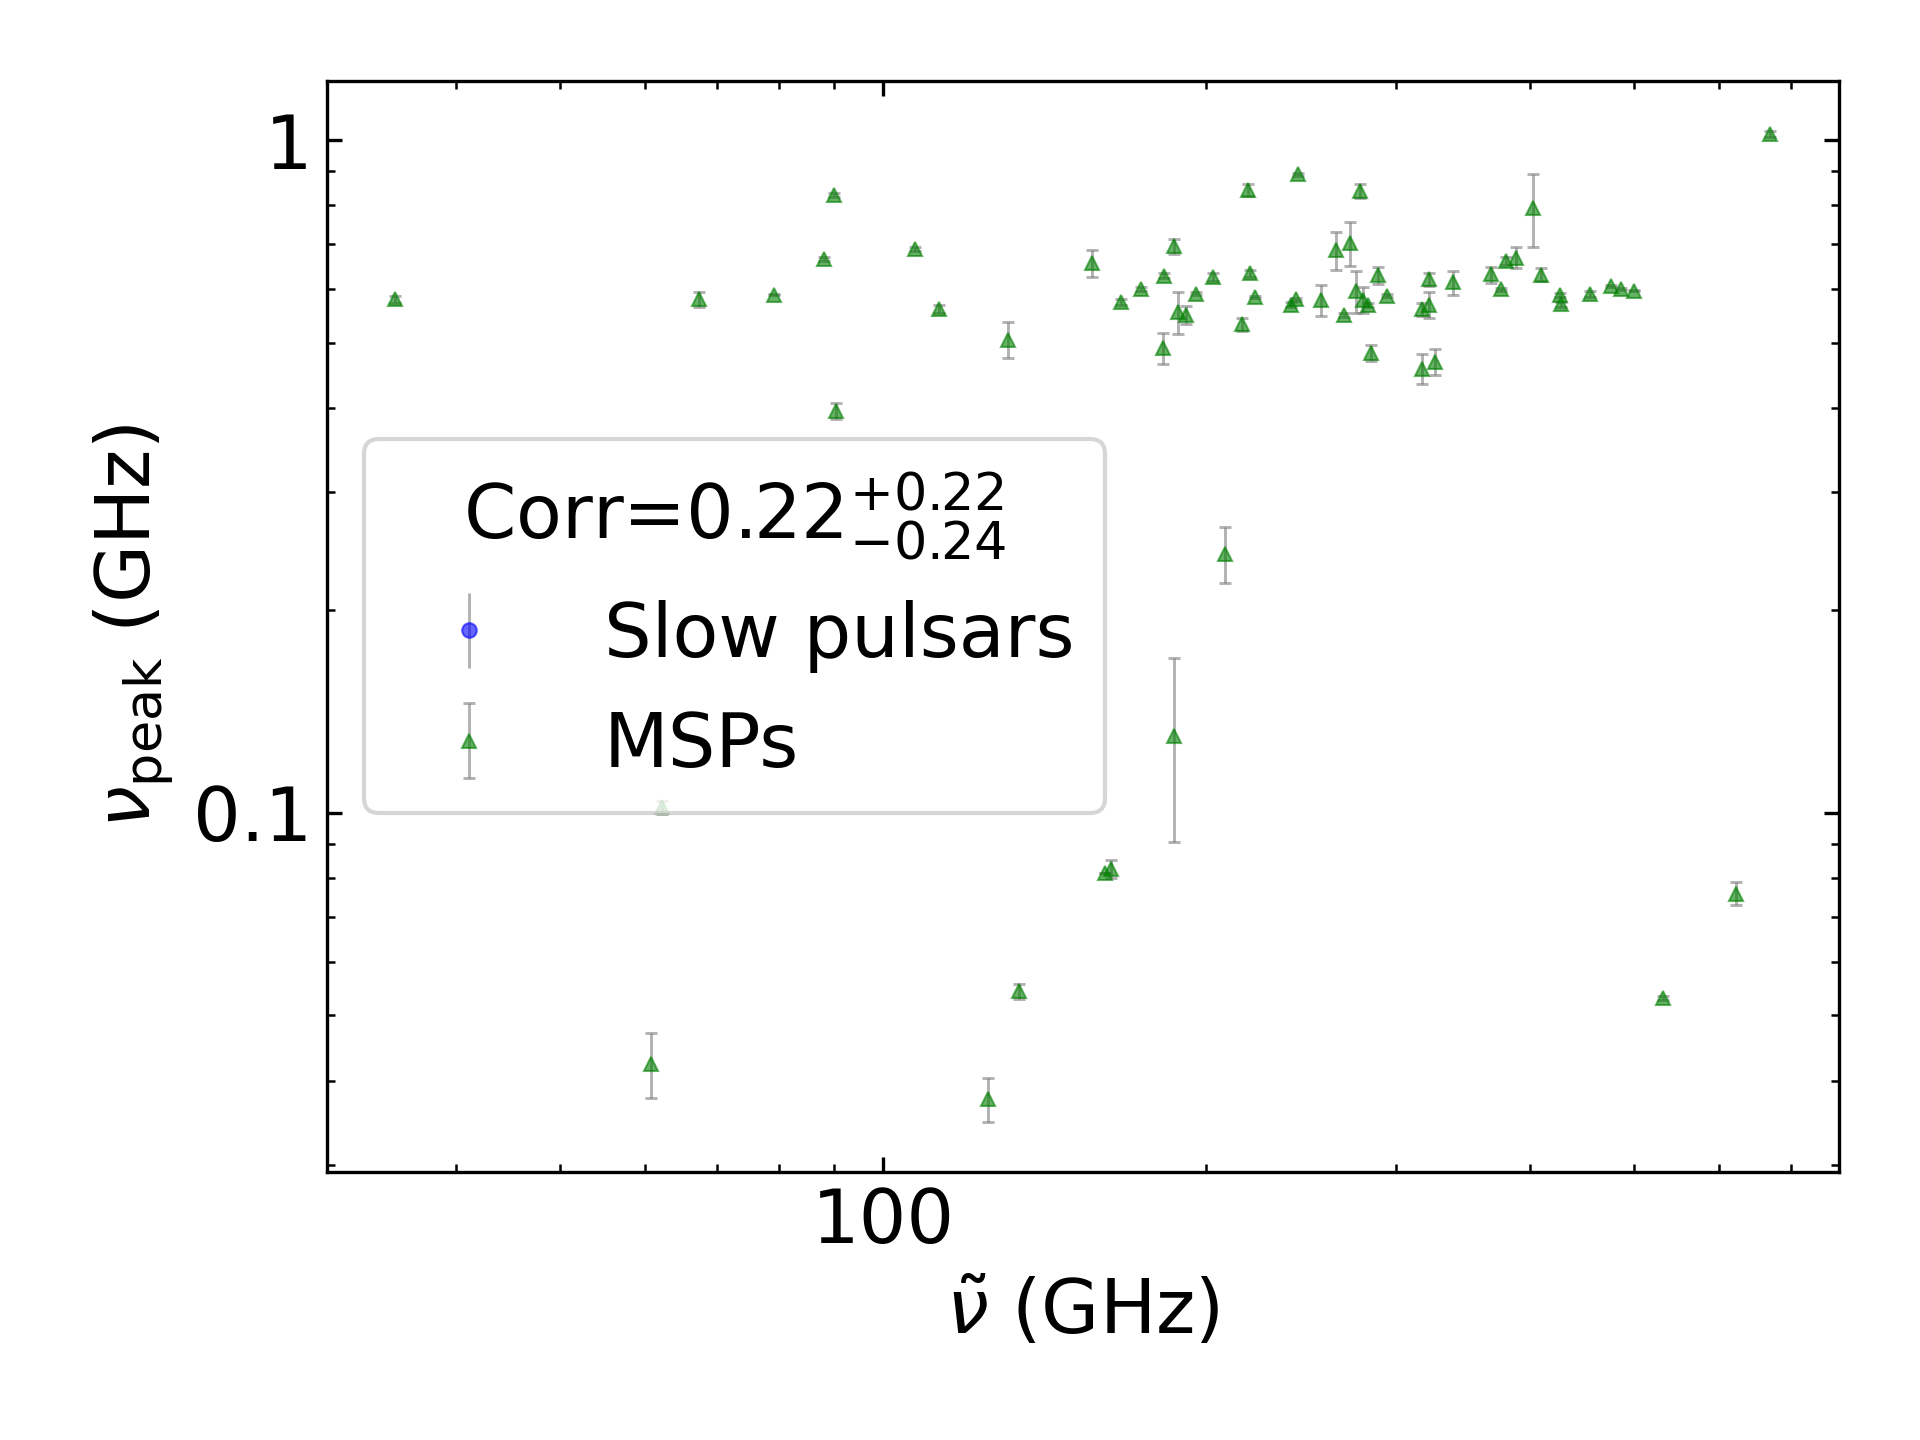 1
0.1
ν_peak (GHz)
Corr=0.22^{+0.22}_{−0.24}
Slow pulsars
MSPs
100
ν̃ (GHz)